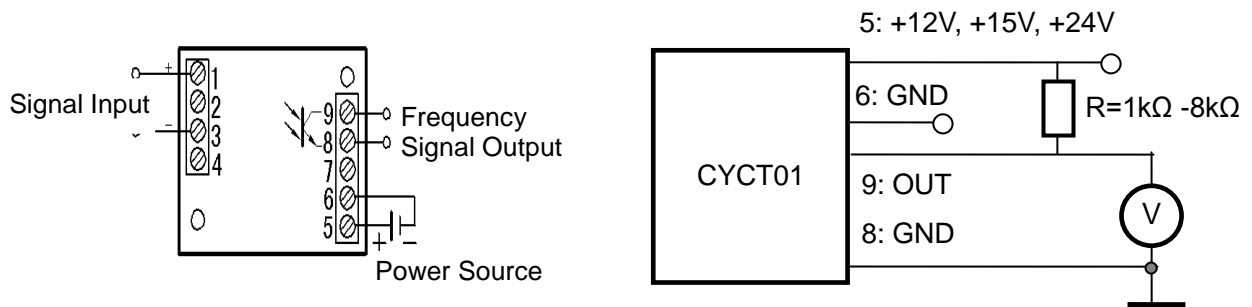 Signal Input
+
-
1
2
3
4
9
8
7
6
5
Frequency
Signal Output
+ -
Power Source
5: +12V, +15V, +24V
6: GND
R=1kΩ -8kΩ
CYCT01
9: OUT
8: GND
V